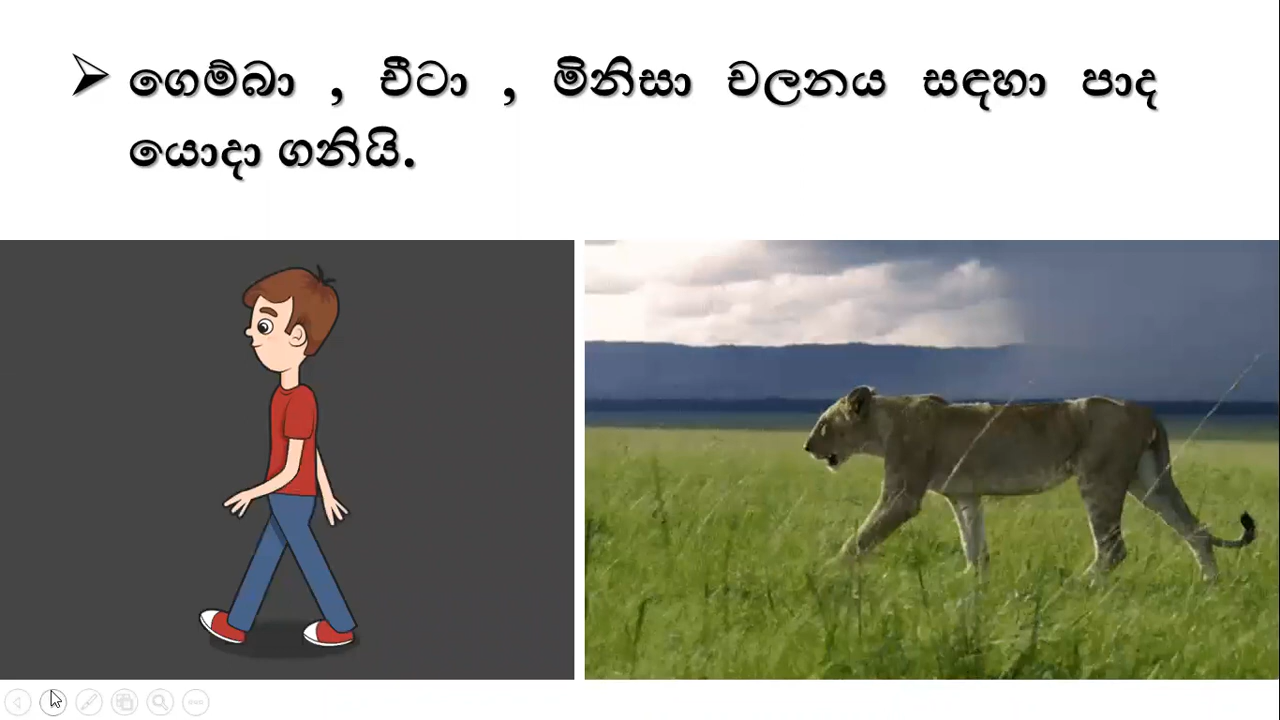 ගෙම්බා , චීටා , මිනිසා චලනය සඳහා පාද
යොදා ගනියි.